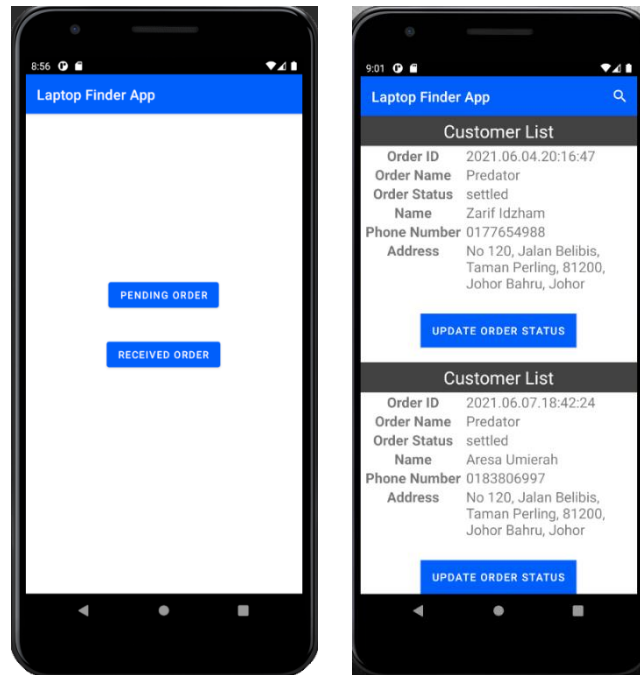 8:56
Laptop Finder App
PENDING ORDER
RECEIVED ORDER
9:01
Laptop Finder App
Customer List
Order ID 2021.06.04.20:16:47
Order Name Predator
Order Status settled
Name Zarif Idzham
Phone Number 0177654988
Address No 120, Jalan Belibis,
Taman Perling, 81200,
Johor Bahru, Johor
UPDATE ORDER STATUS
Customer List
Order ID 2021.06.07.18:42:24
Order Name Predator
Order Status settled
Name Aresa Umierah
Phone Number 0183806997
Address No 120, Jalan Belibis,
Taman Perling, 81200,
Johor Bahru, Johor
UPDATE ORDER STATUS